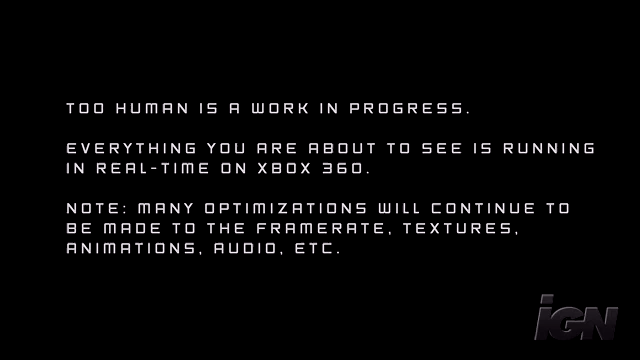 TOO HUMAN IS A WORK IN PROGRESS.
EVERYTHING YOU ARE ABOUT TO SEE IS RUNNING
IN REAL-TIME ON XBOX 360.
NOTE: MANY OPTIMIZATIONS WILL CONTINUE TO
BE MADE TO THE FRAMERATE, TEXTURES,
ANIMATIONS, AUDIO, ETC.
iGN